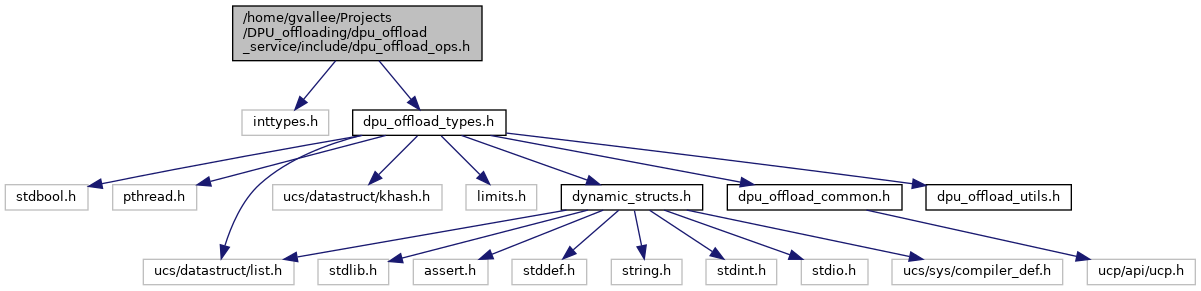 /home/gvallee/Projects
/DPU_offloading/dpu_offload
_service/include/dpu_offload_ops.h
inttypes.h
dpu_offload_types.h
stdbool.h
pthread.h
ucs/datastruct/khash.h
limits.h
dynamic_structs.h
dpu_offload_common.h
dpu_offload_utils.h
ucs/datastruct/list.h
stdlib.h
assert.h
stddef.h
string.h
stdint.h
stdio.h
ucs/sys/compiler_def.h
ucp/api/ucp.h